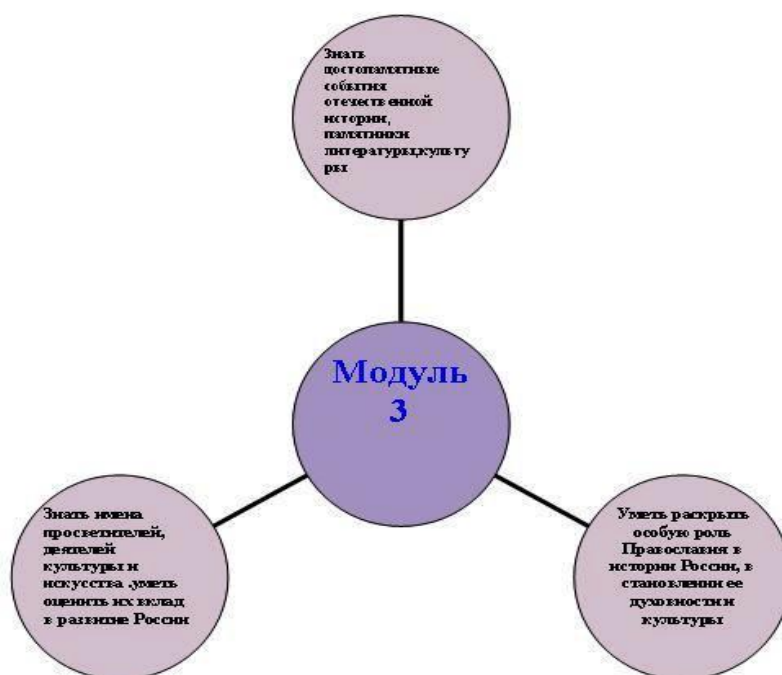 Знать
достопамятные
события
отечественной
истории,
памятники
литературы,культу
ры
Модуль
3
Знать имена
просветителей,
деятелей
культуры и
искусства ,уметь
оценить их вклад
в развитие России
Уметь раскрыть
особую роль
Православия в
истории России, в
становлении ее
духовности и
культуры